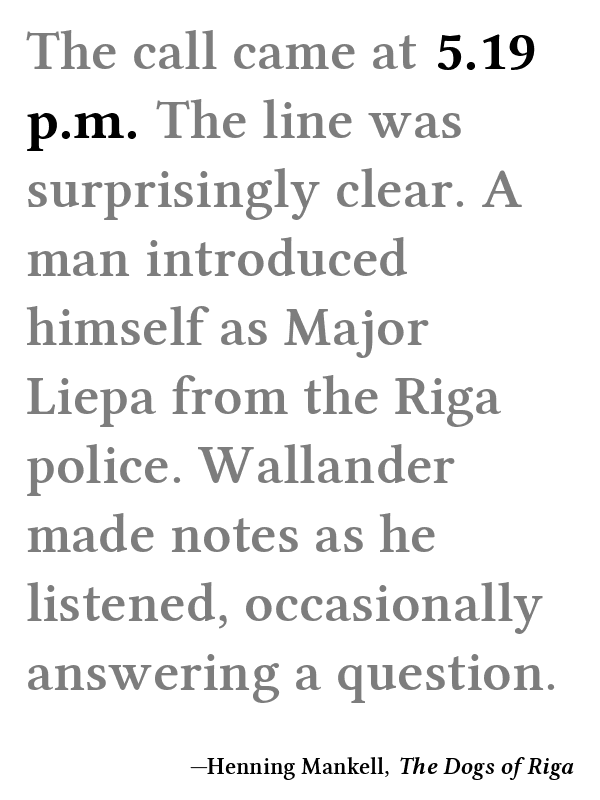 The call came at 5.19
p.m. The line was
surprisingly clear. A
man introduced
himself as Major
Liepa from the Riga
police. Wallander
made notes as he
listened, occasionally
answering a question.
—Henning Mankell, The Dogs of Riga